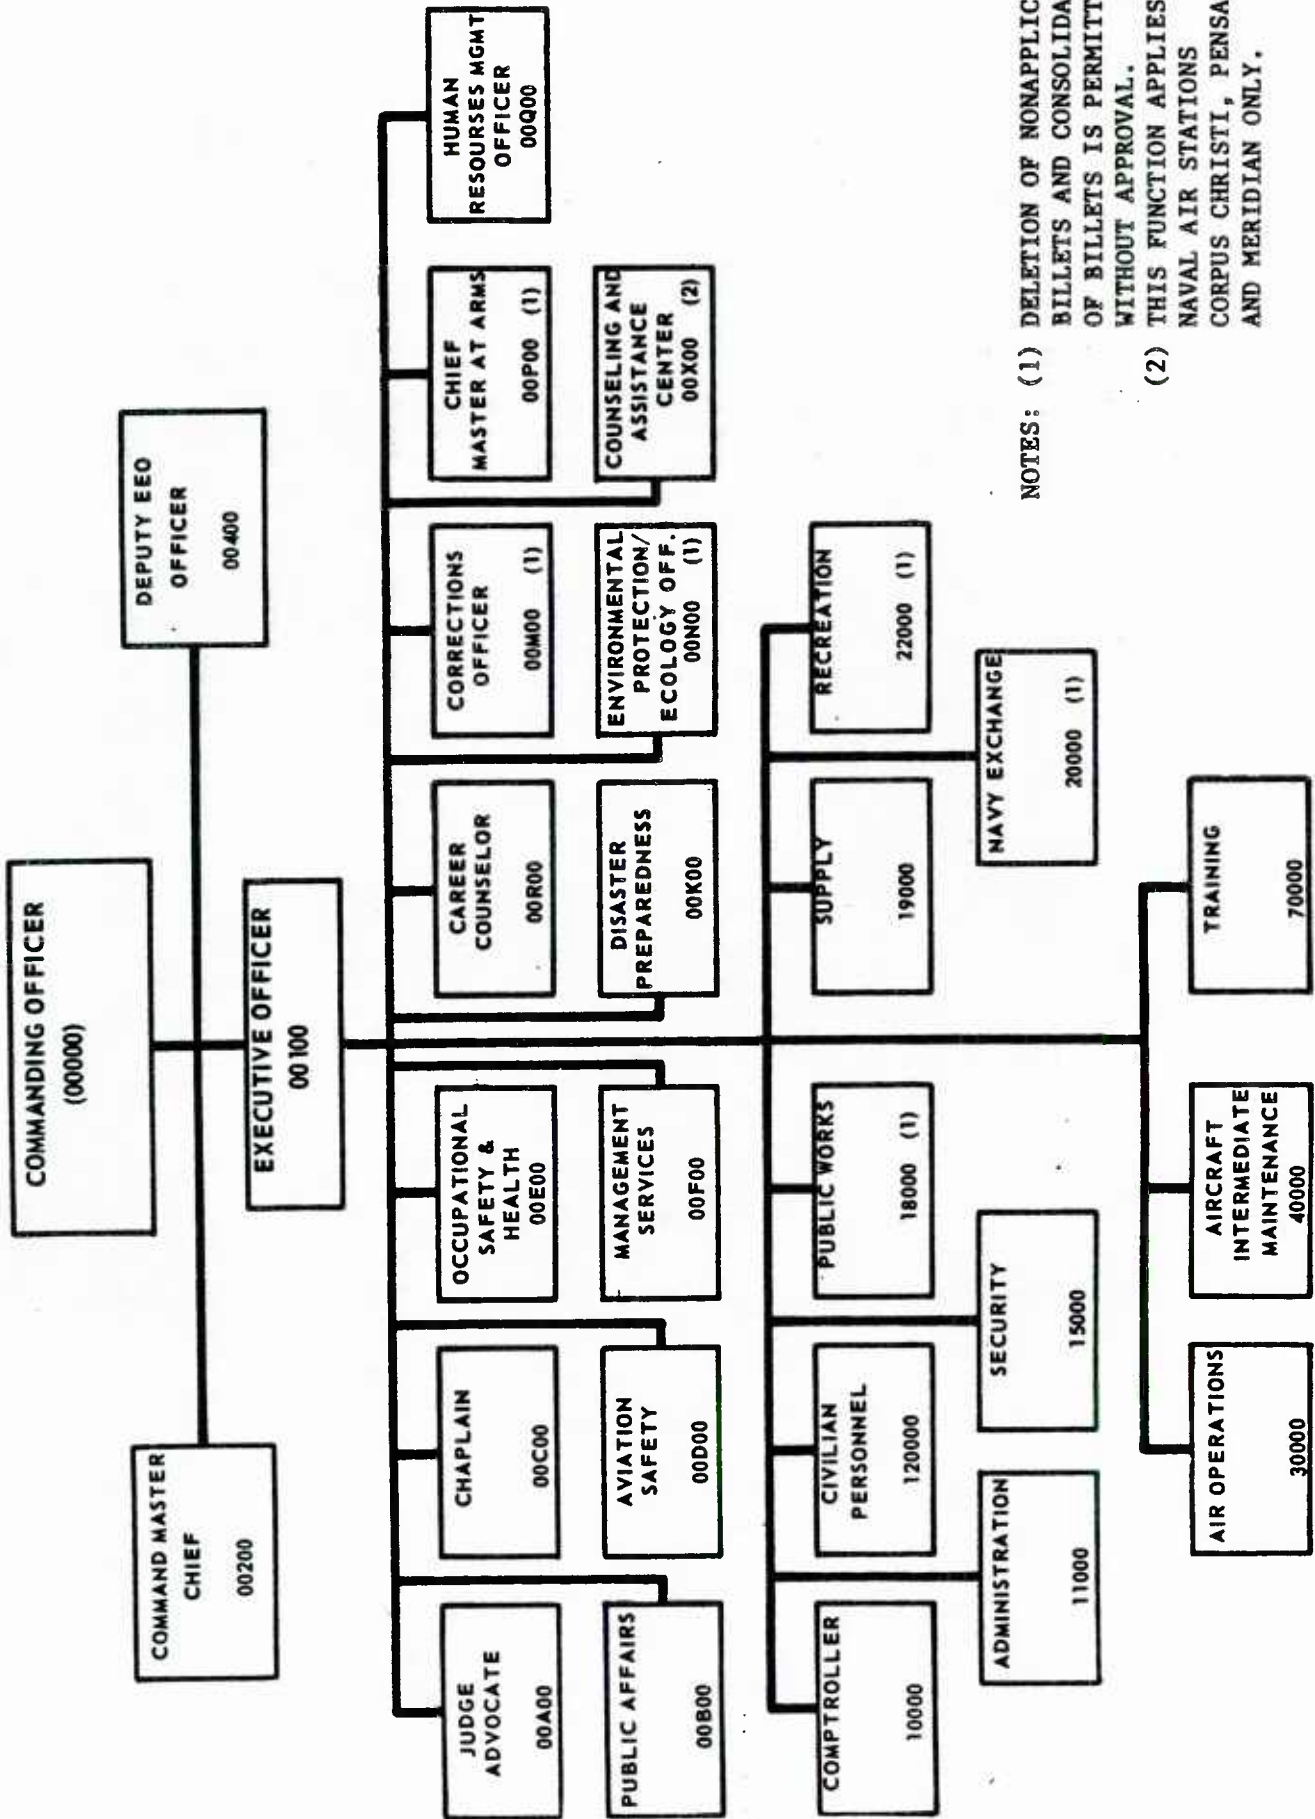 COMMANDING OFFICER
(00000)
COMMAND MASTER
CHIEF
00200
DEPUTY EEO
OFFICER
00400
EXECUTIVE OFFICER
00100
JUDGE
ADVOCATE
00A00
CHAPLAIN
00C00
OCCUPATIONAL
SAFETY &
HEALTH
00E00
CAREER
COUNSELOR
00R00
CORRECTIONS
OFFICER
00M00 (1)
CHIEF
MASTER AT ARMS
00P00 (1)
HUMAN
RESOURSES MGMT
OFFICER
00Q00
PUBLIC AFFAIRS
00B00
AVIATION
SAFETY
00D00
MANAGEMENT
SERVICES
00F00
DISASTER
PREPAREDNESS
00K00
ENVIRONMENTAL
PROTECTION/
ECOLOGY OFF.
00N00 (1)
COUNSELING AND
ASSISTANCE
CENTER
00X00 (2)
COMPTROLLER
10000
CIVILIAN
PERSONNEL
120000
PUBLIC WORKS
18000 (1)
SUPPLY
19000
RECREATION
22000 (1)
ADMINISTRATION
11000
SECURITY
15000
NAVY EXCHANGE
20000 (1)
AIR OPERATIONS
30000
AIRCRAFT
INTERMEDIATE
MAINTENANCE
40000
TRAINING
70000
NOTES: (1) DELETION OF NONAPPLIC
BILLETS AND CONSOLIDA
OF BILLETS IS PERMITT
WITHOUT APPROVAL.
(2) THIS FUNCTION APPLIES
NAVAL AIR STATIONS
CORPUS CHRISTI, PENSA
AND MERIDIAN ONLY.